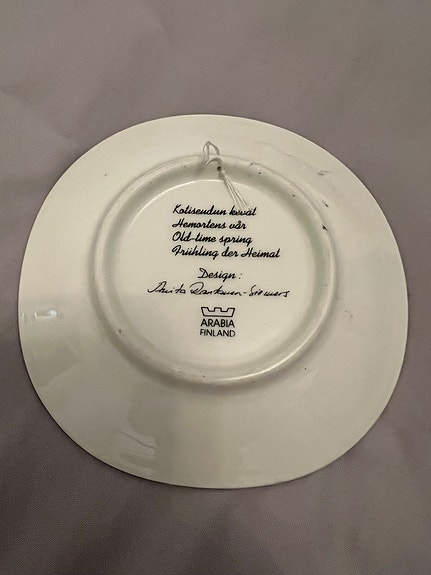 Kotiseudun kevät
Hemortens vår
Old-time spring
Frühling der Heimat
Design:
ARABIA
FINLAND